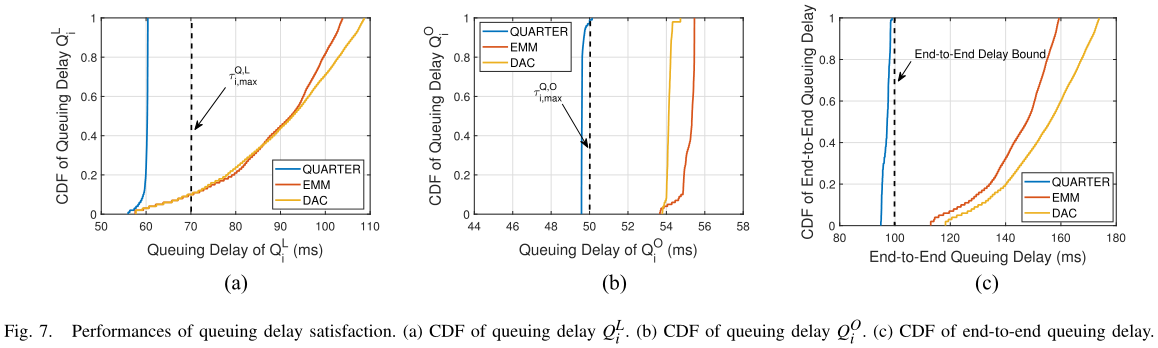 CDF of Queuing Delay Q_i^L
1
0.8
0.6
0.4
0.2
0
τ_{i,max}^{Q,L}
QUARTER
EMM
DAC
50 60 70 80 90 100 110
Queuing Delay of Q_i^L (ms)
(a)
CDF of Queuing Delay Q_i^O
1
0.8
0.6
0.4
0.2
0
QUARTER
EMM
DAC
τ_{i,max}^{Q,O}
44 46 48 50 52 54 56 58
Queuing Delay of Q_i^O (ms)
(b)
CDF of End-to-End Queuing Delay
1
0.8
0.6
0.4
0.2
0
End-to-End Delay Bound
QUARTER
EMM
DAC
80 100 120 140 160 180
End-to-End Queuing Delay (ms)
(c)
Fig. 7. Performances of queuing delay satisfaction. (a) CDF of queuing delay Q_i^L. (b) CDF of queuing delay Q_i^O. (c) CDF of end-to-end queuing delay.